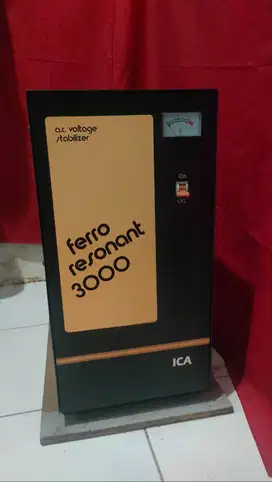 a.c. voltage
stabilizer
On
Off
ferro
resonant
3000
ICA